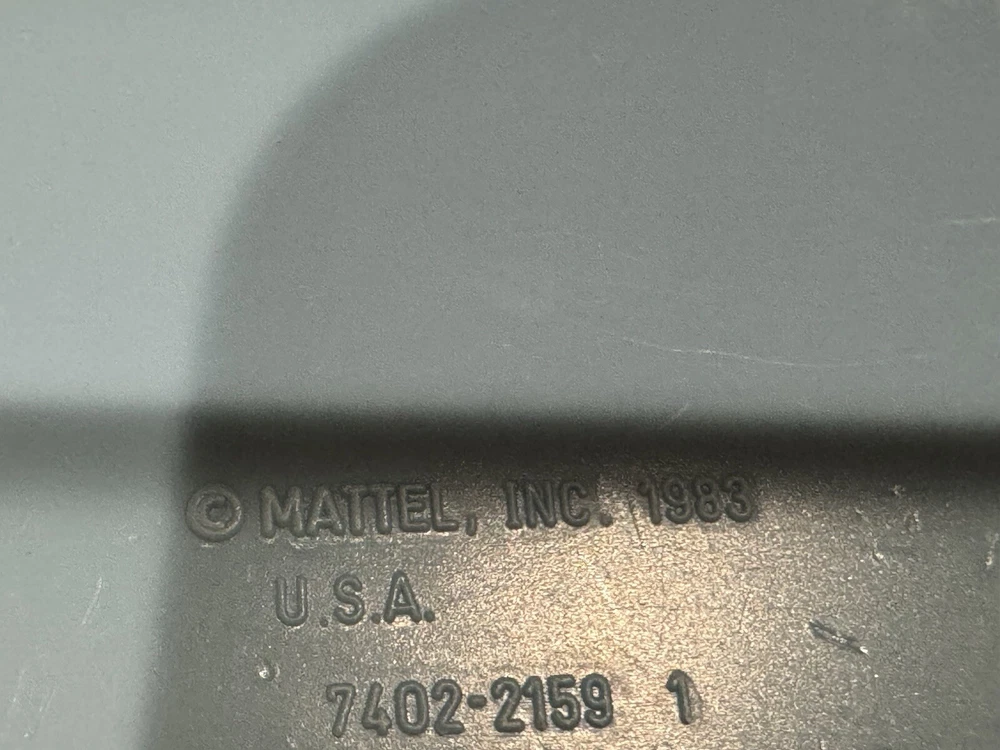 © MATTEL, INC. 1983
U.S.A.
7402-2159 1